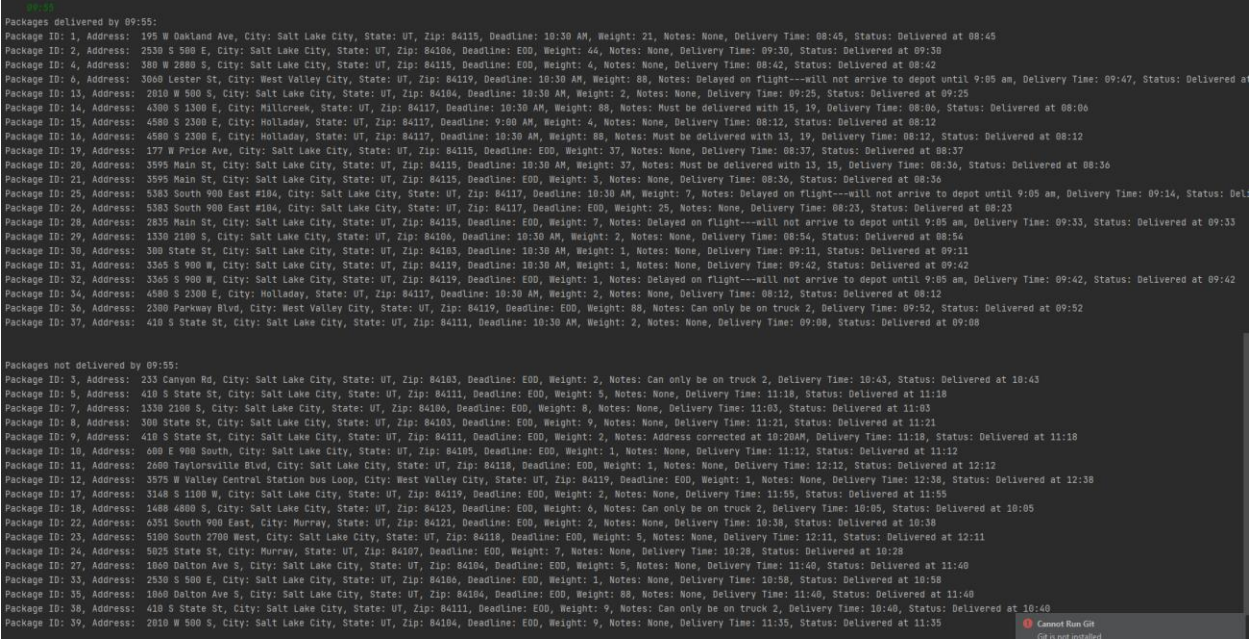 09:55
Packages delivered by 09:55:
Package ID: 1, Address:  195 W Oakland Ave, City: Salt Lake City, State: UT, Zip: 84115, Deadline: 10:30 AM, Weight: 21, Notes: None, Delivery Time: 08:45, Status: Delivered at 08:45
Package ID: 2, Address:  2530 S 500 E, City: Salt Lake City, State: UT, Zip: 84106, Deadline: EOD, Weight: 44, Notes: None, Delivery Time: 09:30, Status: Delivered at 09:30
Package ID: 4, Address:  380 W 2880 S, City: Salt Lake City, State: UT, Zip: 84115, Deadline: EOD, Weight: 4, Notes: None, Delivery Time: 08:42, Status: Delivered at 08:42
Package ID: 6, Address:  3060 Lester St, City: West Valley City, State: UT, Zip: 84119, Deadline: 10:30 AM, Weight: 88, Notes: Delayed on flight---will not arrive to depot until 9:05 am, Delivery Time: 09:47, Status: Delivered at
Package ID: 13, Address:  2010 W 500 S, City: Salt Lake City, State: UT, Zip: 84104, Deadline: 10:30 AM, Weight: 2, Notes: None, Delivery Time: 09:25, Status: Delivered at 09:25
Package ID: 14, Address:  4300 S 1300 E, City: Millcreek, State: UT, Zip: 84117, Deadline: 10:30 AM, Weight: 88, Notes: Must be delivered with 15, 19, Delivery Time: 08:06, Status: Delivered at 08:06
Package ID: 15, Address:  4580 S 2300 E, City: Holladay, State: UT, Zip: 84117, Deadline: 9:00 AM, Weight: 4, Notes: None, Delivery Time: 08:12, Status: Delivered at 08:12
Package ID: 16, Address:  4580 S 2300 E, City: Holladay, State: UT, Zip: 84117, Deadline: 10:30 AM, Weight: 88, Notes: Must be delivered with 13, 19, Delivery Time: 08:12, Status: Delivered at 08:12
Package ID: 19, Address:  177 W Price Ave, City: Salt Lake City, State: UT, Zip: 84115, Deadline: EOD, Weight: 37, Notes: None, Delivery Time: 08:37, Status: Delivered at 08:37
Package ID: 20, Address:  3595 Main St, City: Salt Lake City, State: UT, Zip: 84115, Deadline: 10:30 AM, Weight: 37, Notes: Must be delivered with 13, 15, Delivery Time: 08:36, Status: Delivered at 08:36
Package ID: 21, Address:  3595 Main St, City: Salt Lake City, State: UT, Zip: 84115, Deadline: EOD, Weight: 3, Notes: None, Delivery Time: 08:36, Status: Delivered at 08:36
Package ID: 25, Address:  5383 South 900 East #104, City: Salt Lake City, State: UT, Zip: 84117, Deadline: 10:30 AM, Weight: 7, Notes: Delayed on flight---will not arrive to depot until 9:05 am, Delivery Time: 09:14, Status: Deli
Package ID: 26, Address:  5383 South 900 East #104, City: Salt Lake City, State: UT, Zip: 84117, Deadline: EOD, Weight: 25, Notes: None, Delivery Time: 08:23, Status: Delivered at 08:23
Package ID: 28, Address:  2835 Main St, City: Salt Lake City, State: UT, Zip: 84115, Deadline: EOD, Weight: 7, Notes: Delayed on flight---will not arrive to depot until 9:05 am, Delivery Time: 09:33, Status: Delivered at 09:33
Package ID: 29, Address:  1330 2100 S, City: Salt Lake City, State: UT, Zip: 84106, Deadline: 10:30 AM, Weight: 2, Notes: None, Delivery Time: 08:54, Status: Delivered at 08:54
Package ID: 30, Address:  300 State St, City: Salt Lake City, State: UT, Zip: 84103, Deadline: 10:30 AM, Weight: 1, Notes: None, Delivery Time: 09:11, Status: Delivered at 09:11
Package ID: 31, Address:  3365 S 900 W, City: Salt Lake City, State: UT, Zip: 84119, Deadline: 10:30 AM, Weight: 1, Notes: None, Delivery Time: 09:42, Status: Delivered at 09:42
Package ID: 32, Address:  3365 S 900 W, City: Salt Lake City, State: UT, Zip: 84119, Deadline: EOD, Weight: 1, Notes: Delayed on flight---will not arrive to depot until 9:05 am, Delivery Time: 09:42, Status: Delivered at 09:42
Package ID: 34, Address:  4580 S 2300 E, City: Holladay, State: UT, Zip: 84117, Deadline: 10:30 AM, Weight: 2, Notes: None, Delivery Time: 08:12, Status: Delivered at 08:12
Package ID: 36, Address:  2300 Parkway Blvd, City: West Valley City, State: UT, Zip: 84119, Deadline: EOD, Weight: 88, Notes: Can only be on truck 2, Delivery Time: 09:52, Status: Delivered at 09:52
Package ID: 37, Address:  410 S State St, City: Salt Lake City, State: UT, Zip: 84111, Deadline: 10:30 AM, Weight: 2, Notes: None, Delivery Time: 09:08, Status: Delivered at 09:08
Packages not delivered by 09:55:
Package ID: 3, Address:  233 Canyon Rd, City: Salt Lake City, State: UT, Zip: 84103, Deadline: EOD, Weight: 2, Notes: Can only be on truck 2, Delivery Time: 10:43, Status: Delivered at 10:43
Package ID: 5, Address:  410 S State St, City: Salt Lake City, State: UT, Zip: 84111, Deadline: EOD, Weight: 5, Notes: None, Delivery Time: 11:18, Status: Delivered at 11:18
Package ID: 7, Address:  1330 2100 S, City: Salt Lake City, State: UT, Zip: 84106, Deadline: EOD, Weight: 8, Notes: None, Delivery Time: 11:03, Status: Delivered at 11:03
Package ID: 8, Address:  300 State St, City: Salt Lake City, State: UT, Zip: 84103, Deadline: EOD, Weight: 9, Notes: None, Delivery Time: 11:21, Status: Delivered at 11:21
Package ID: 9, Address:  410 S State St, City: Salt Lake City, State: UT, Zip: 84111, Deadline: EOD, Weight: 2, Notes: Address corrected at 10:20AM, Delivery Time: 11:18, Status: Delivered at 11:18
Package ID: 10, Address:  600 E 900 South, City: Salt Lake City, State: UT, Zip: 84105, Deadline: EOD, Weight: 1, Notes: None, Delivery Time: 11:12, Status: Delivered at 11:12
Package ID: 11, Address:  2600 Taylorsville Blvd, City: Salt Lake City, State: UT, Zip: 84118, Deadline: EOD, Weight: 1, Notes: None, Delivery Time: 12:12, Status: Delivered at 12:12
Package ID: 12, Address:  3575 W Valley Central Station bus Loop, City: West Valley City, State: UT, Zip: 84119, Deadline: EOD, Weight: 1, Notes: None, Delivery Time: 12:38, Status: Delivered at 12:38
Package ID: 17, Address:  3148 S 1100 W, City: Salt Lake City, State: UT, Zip: 84119, Deadline: EOD, Weight: 2, Notes: None, Delivery Time: 11:55, Status: Delivered at 11:55
Package ID: 18, Address:  1488 4800 S, City: Salt Lake City, State: UT, Zip: 84123, Deadline: EOD, Weight: 6, Notes: Can only be on truck 2, Delivery Time: 10:05, Status: Delivered at 10:05
Package ID: 22, Address:  6351 South 900 East, City: Murray, State: UT, Zip: 84121, Deadline: EOD, Weight: 2, Notes: None, Delivery Time: 10:38, Status: Delivered at 10:38
Package ID: 23, Address:  5100 South 2700 West, City: Salt Lake City, State: UT, Zip: 84118, Deadline: EOD, Weight: 5, Notes: None, Delivery Time: 12:11, Status: Delivered at 12:11
Package ID: 24, Address:  5025 State St, City: Murray, State: UT, Zip: 84107, Deadline: EOD, Weight: 7, Notes: None, Delivery Time: 10:28, Status: Delivered at 10:28
Package ID: 27, Address:  1060 Dalton Ave S, City: Salt Lake City, State: UT, Zip: 84104, Deadline: EOD, Weight: 5, Notes: None, Delivery Time: 11:40, Status: Delivered at 11:40
Package ID: 33, Address:  2530 S 500 E, City: Salt Lake City, State: UT, Zip: 84106, Deadline: EOD, Weight: 1, Notes: None, Delivery Time: 10:58, Status: Delivered at 10:58
Package ID: 35, Address:  1060 Dalton Ave S, City: Salt Lake City, State: UT, Zip: 84104, Deadline: EOD, Weight: 88, Notes: None, Delivery Time: 11:40, Status: Delivered at 11:40
Package ID: 38, Address:  410 S State St, City: Salt Lake City, State: UT, Zip: 84111, Deadline: EOD, Weight: 9, Notes: Can only be on truck 2, Delivery Time: 10:40, Status: Delivered at 10:40
Package ID: 39, Address:  2010 W 500 S, City: Salt Lake City, State: UT, Zip: 84104, Deadline: EOD, Weight: 9, Notes: None, Delivery Time: 11:35, Status: Delivered at 11:35
Cannot Run Git
Git is not installed